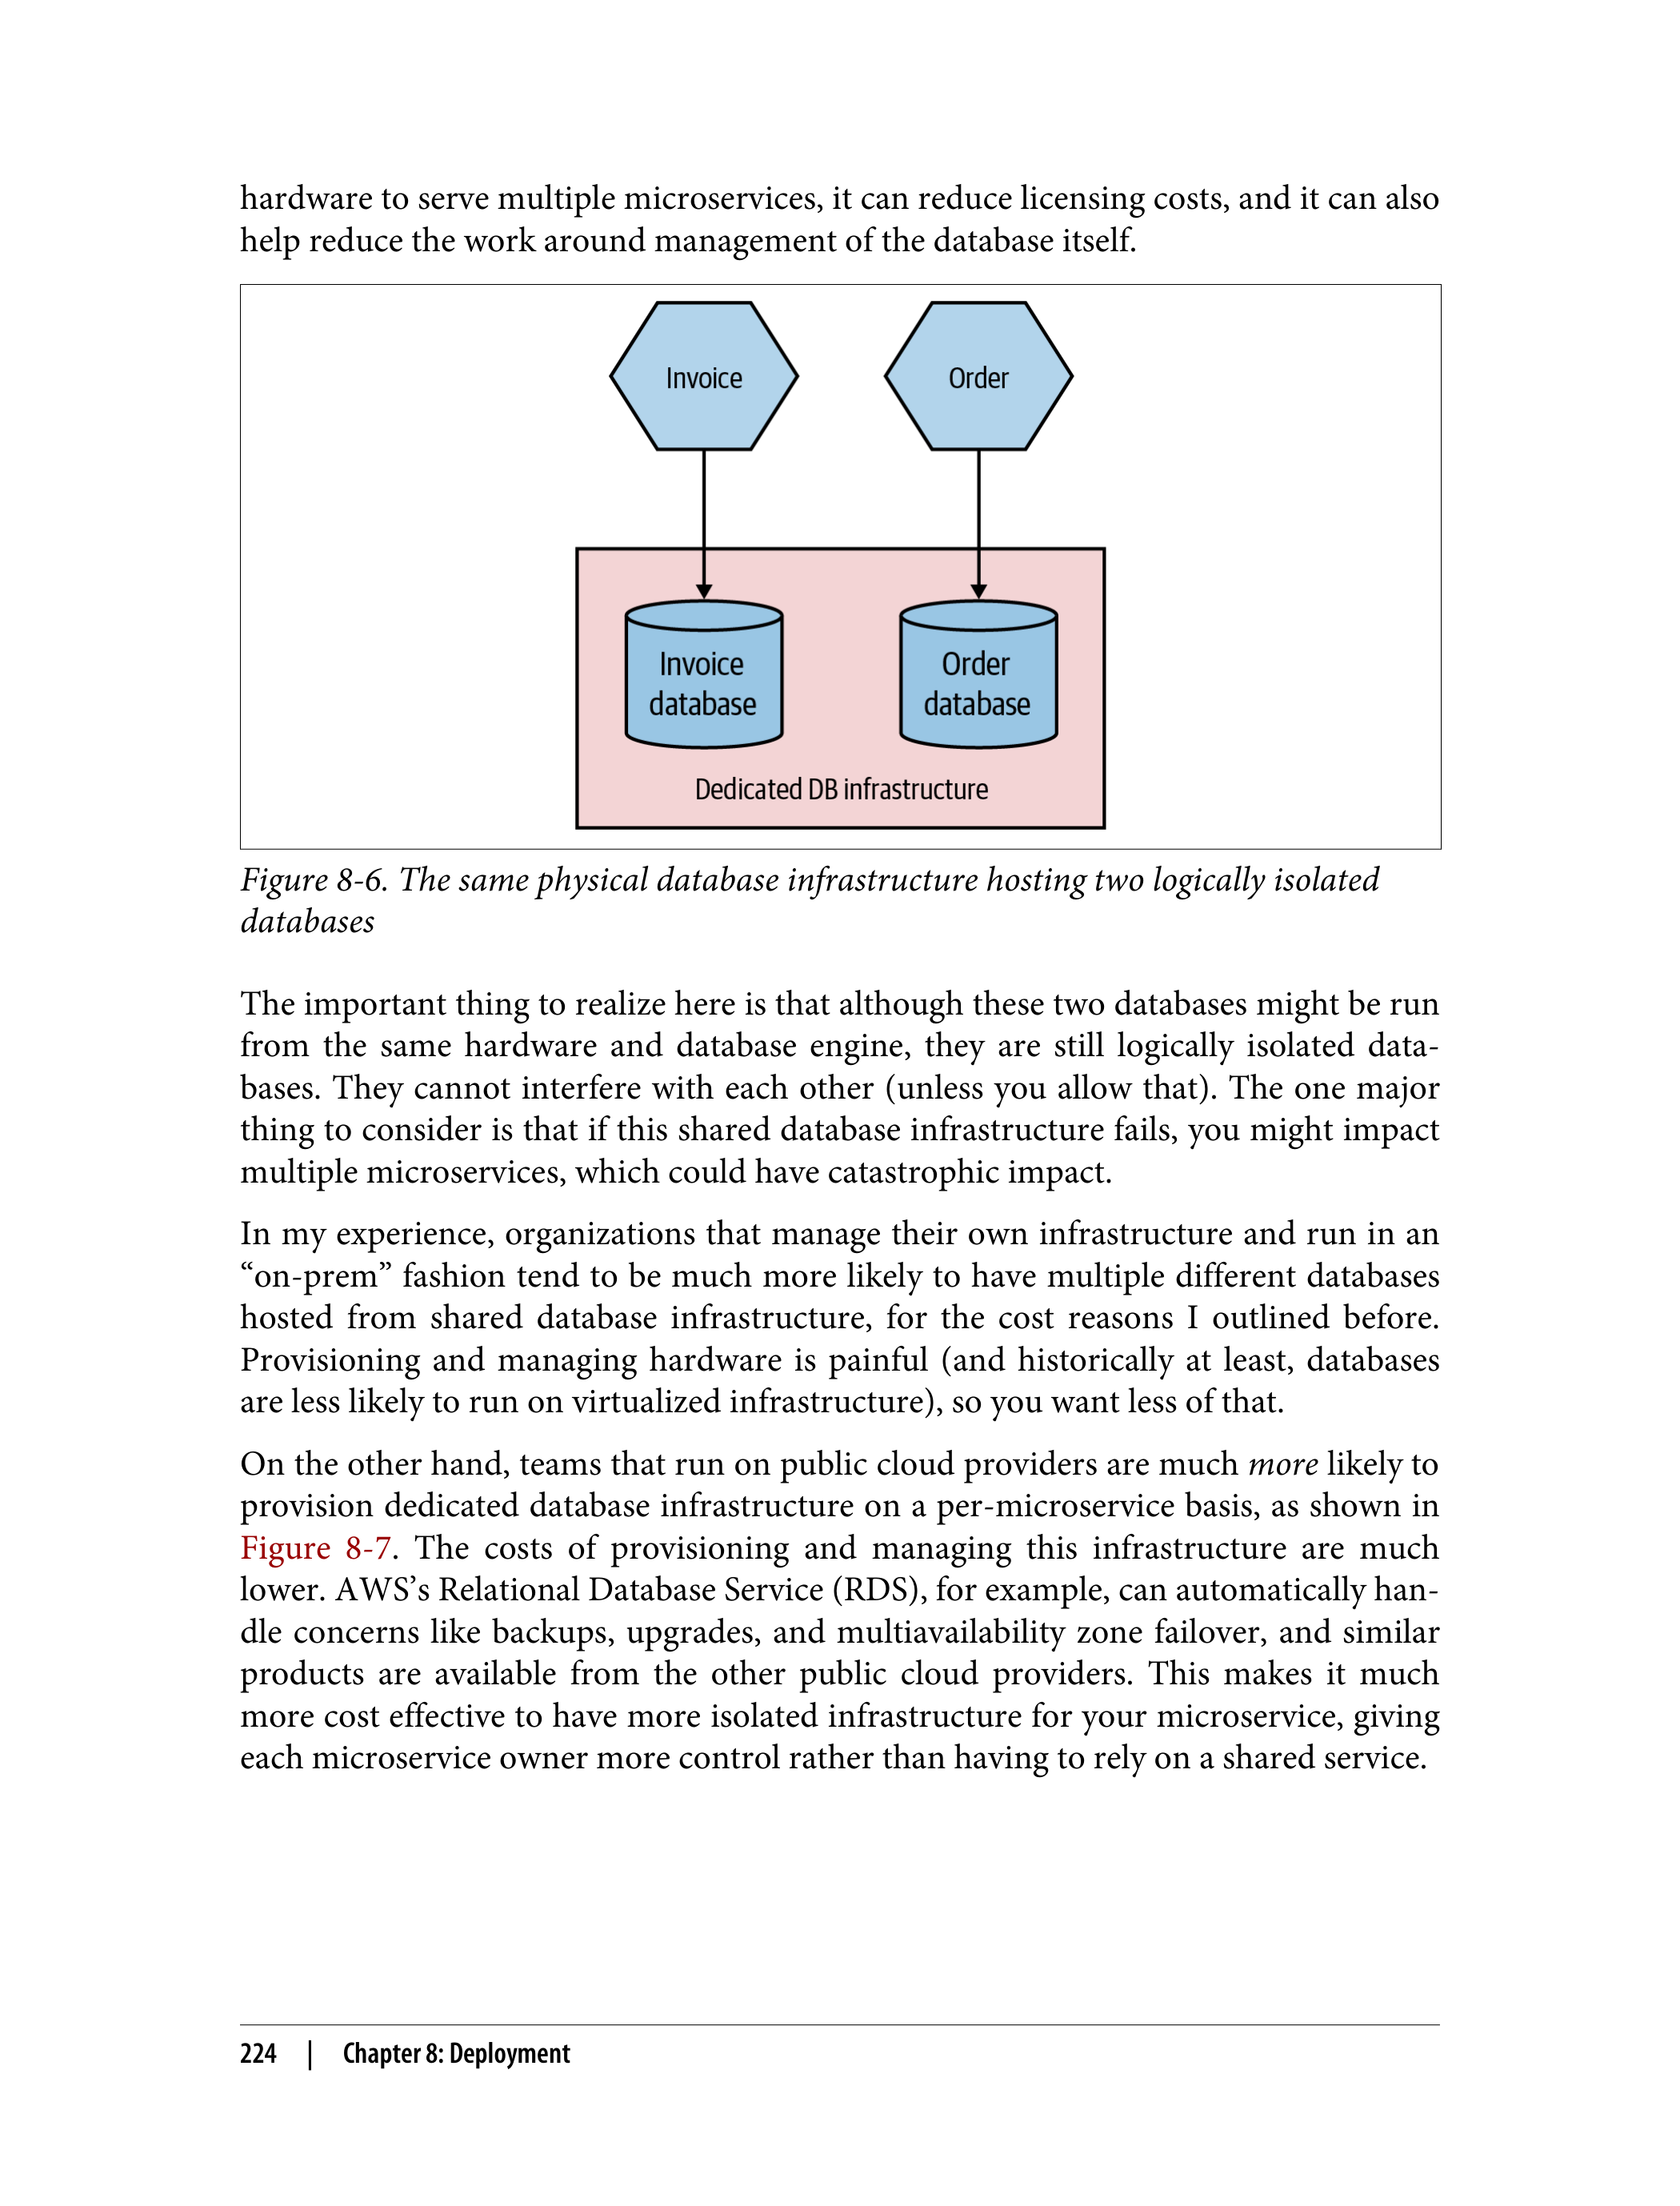 hardware to serve multiple microservices, it can reduce licensing costs, and it can also
help reduce the work around management of the database itself.
Invoice
Order
Invoice
database
Order
database
Dedicated DB infrastructure
Figure 8-6. The same physical database infrastructure hosting two logically isolated
databases
The important thing to realize here is that although these two databases might be run
from the same hardware and database engine, they are still logically isolated data-
bases. They cannot interfere with each other (unless you allow that). The one major
thing to consider is that if this shared database infrastructure fails, you might impact
multiple microservices, which could have catastrophic impact.
In my experience, organizations that manage their own infrastructure and run in an
“on-prem” fashion tend to be much more likely to have multiple different databases
hosted from shared database infrastructure, for the cost reasons I outlined before.
Provisioning and managing hardware is painful (and historically at least, databases
are less likely to run on virtualized infrastructure), so you want less of that.
On the other hand, teams that run on public cloud providers are much more likely to
provision dedicated database infrastructure on a per-microservice basis, as shown in
Figure 8-7. The costs of provisioning and managing this infrastructure are much
lower. AWS’s Relational Database Service (RDS), for example, can automatically han-
dle concerns like backups, upgrades, and multiavailability zone failover, and similar
products are available from the other public cloud providers. This makes it much
more cost effective to have more isolated infrastructure for your microservice, giving
each microservice owner more control rather than having to rely on a shared service.
224 | Chapter 8: Deployment